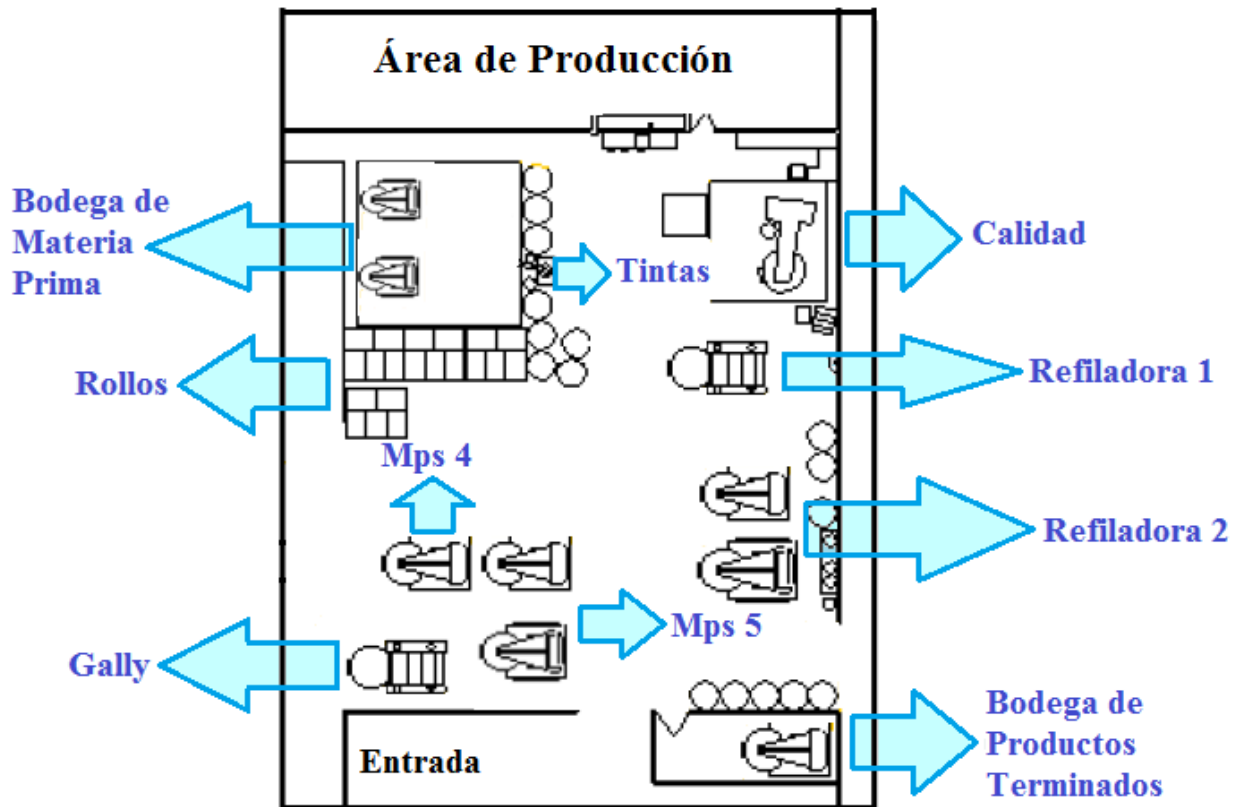 Área de Producción
Bodega de
Materia
Prima
Tintas
Calidad
Rollos
Refiladora 1
Mps 4
Refiladora 2
Mps 5
Gally
Entrada
Bodega de
Productos
Terminados